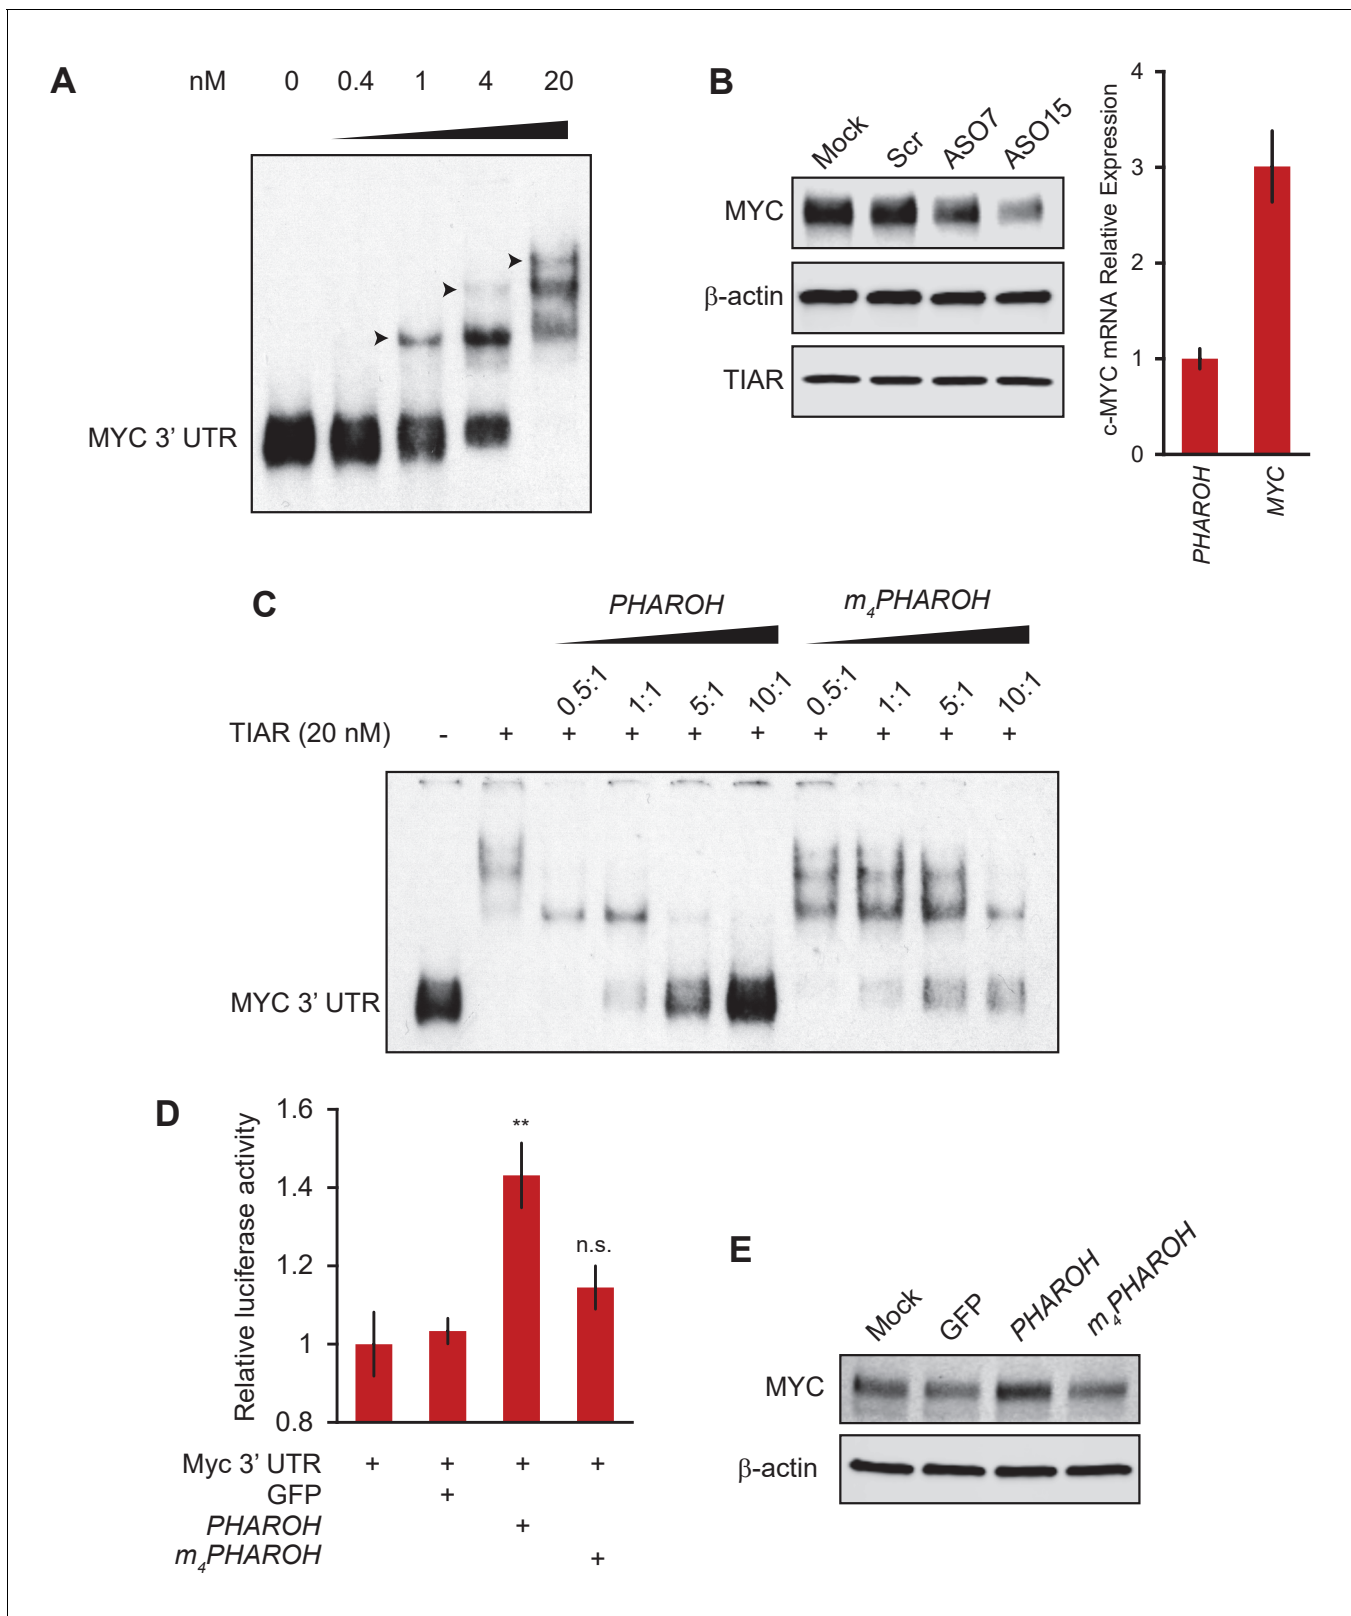 A
nM 0 0.4 1 4 20
MYC 3’ UTR
B
Mock Scr ASO7 ASO15
MYC
β-actin
TIAR
c-MYC mRNA Relative Expression
4
3
2
1
0
PHAROH MYC
C
PHAROH m4PHAROH
0.5:1 1:1 5:1 10:1 0.5:1 1:1 5:1 10:1
TIAR (20 nM) - + + + + + + + + +
MYC 3’ UTR
D
Relative luciferase activity
1.6
1.4
1.2
1
0.8
**
n.s.
Myc 3’ UTR + + + +
GFP +
PHAROH +
m4PHAROH +
E
Mock GFP PHAROH m4PHAROH
MYC
β-actin